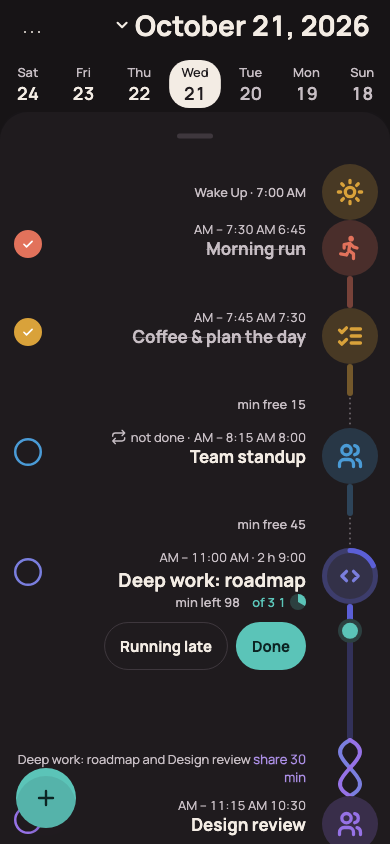 ...
October 21, 2026
Sat Fri Thu Wed Tue Mon Sun
24 23 22 21 20 19 18
Wake Up · 7:00 AM
AM – 7:30 AM 6:45
Morning run
AM – 7:45 AM 7:30
Coffee & plan the day
min free 15
not done · AM – 8:15 AM 8:00
Team standup
min free 45
AM – 11:00 AM · 2 h 9:00
Deep work: roadmap
min left 98 of 3 1
Running late Done
Deep work: roadmap and Design review share 30
min
AM – 11:15 AM 10:30
Design review